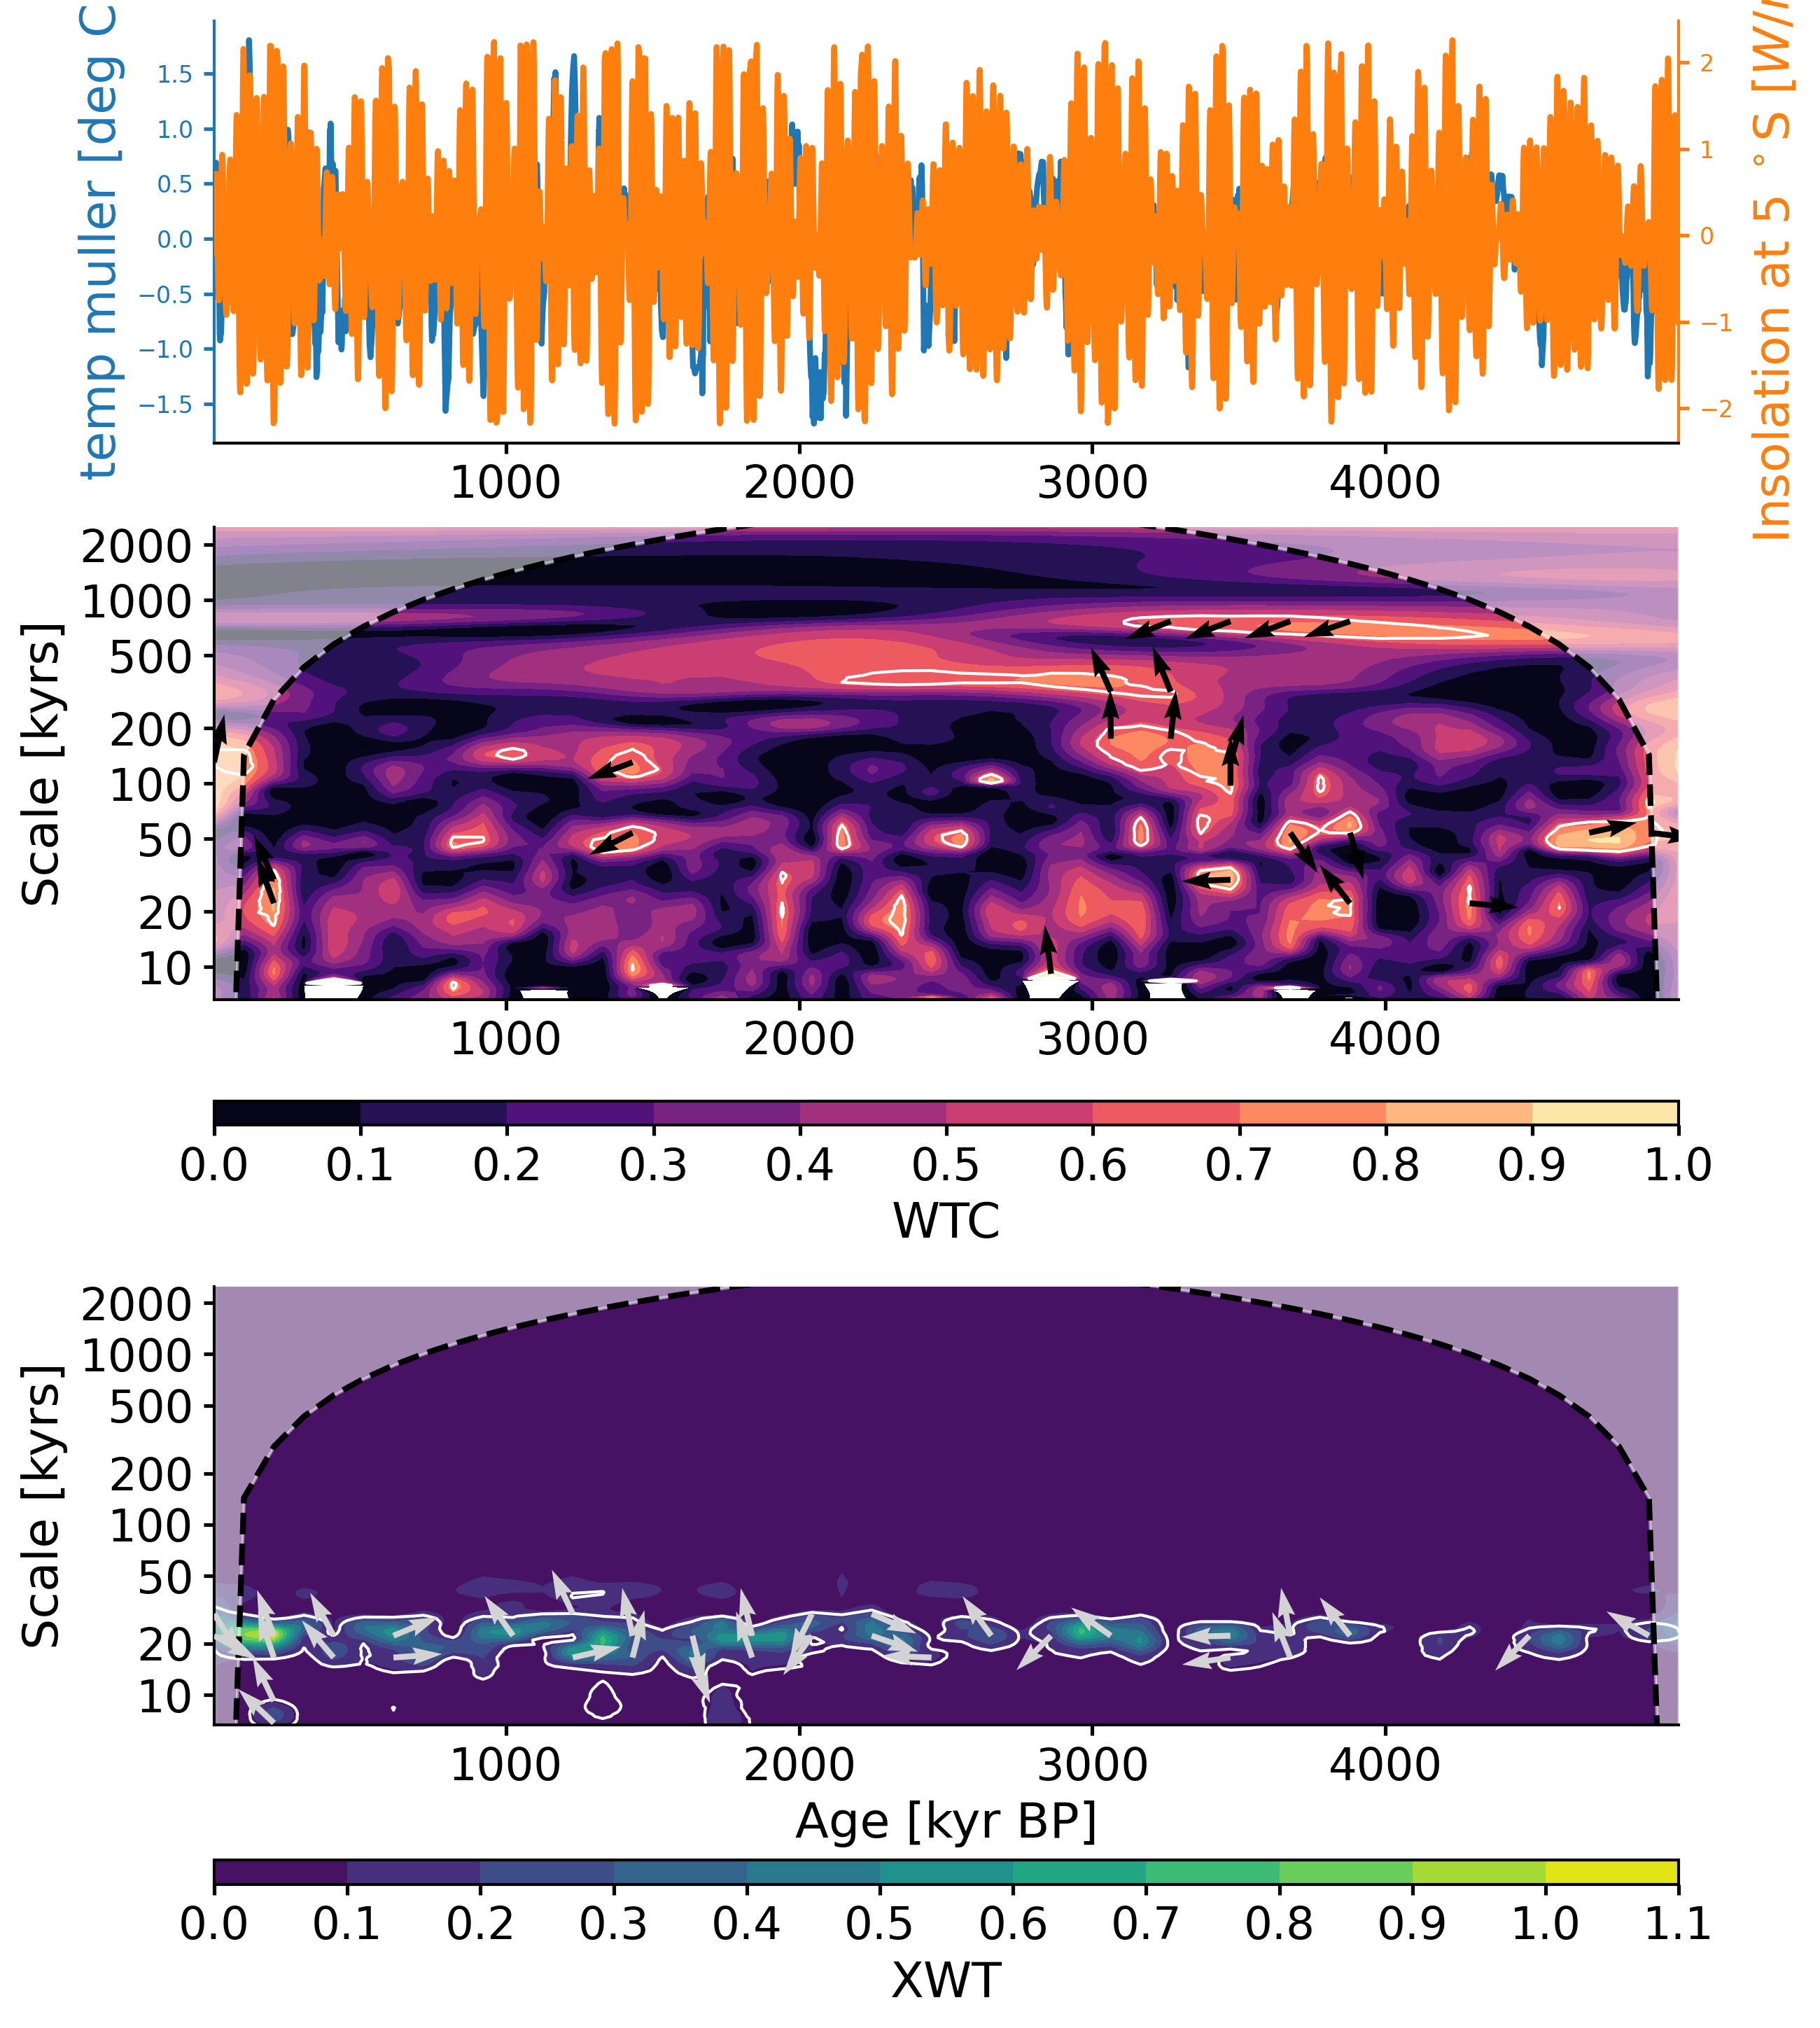 temp muller [deg C
1.5
1.0
0.5
0.0
−0.5
−1.0
−1.5
2
1
0
−1
−2
Insolation at 5 °S [W/
1000 2000 3000 4000
Scale [kyrs]
2000
1000
500
200
100
50
20
10
1000 2000 3000 4000
0.0 0.1 0.2 0.3 0.4 0.5 0.6 0.7 0.8 0.9 1.0
WTC
Scale [kyrs]
2000
1000
500
200
100
50
20
10
1000 2000 3000 4000
Age [kyr BP]
0.0 0.1 0.2 0.3 0.4 0.5 0.6 0.7 0.8 0.9 1.0 1.1
XWT